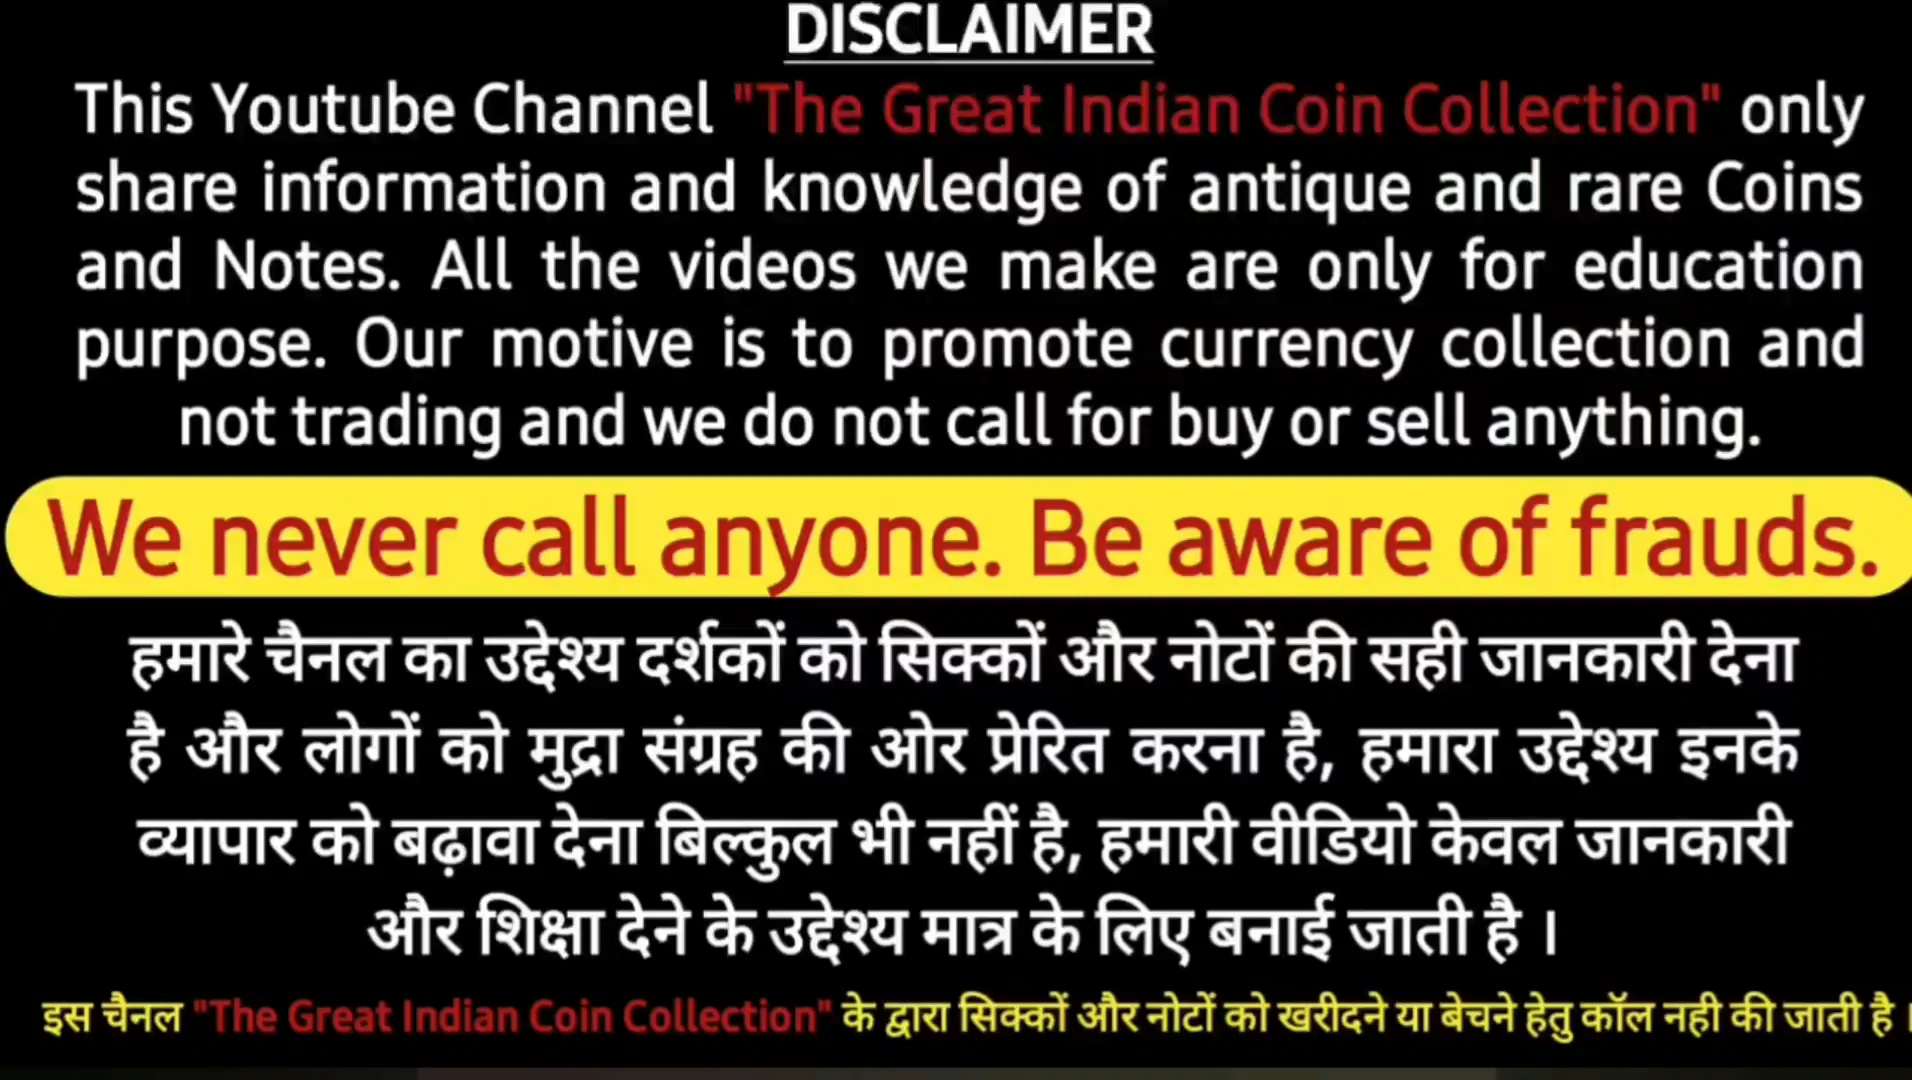 DISCLAIMER
This Youtube Channel "The Great Indian Coin Collection" only
share information and knowledge of antique and rare Coins
and Notes. All the videos we make are only for education
purpose. Our motive is to promote currency collection and
not trading and we do not call for buy or sell anything.
We never call anyone. Be aware of frauds.
हमारे चैनल का उद्देश्य दर्शकों को सिक्कों और नोटों की सही जानकारी देना
है और लोगों को मुद्रा संग्रह की ओर प्रेरित करना है, हमारा उद्देश्य इनके
व्यापार को बढ़ावा देना बिल्कुल भी नहीं है, हमारी वीडियो केवल जानकारी
और शिक्षा देने के उद्देश्य मात्र के लिए बनाई जाती है ।
इस चैनल "The Great Indian Coin Collection" के द्वारा सिक्कों और नोटों को खरीदने या बेचने हेतु कॉल नही की जाती है ।